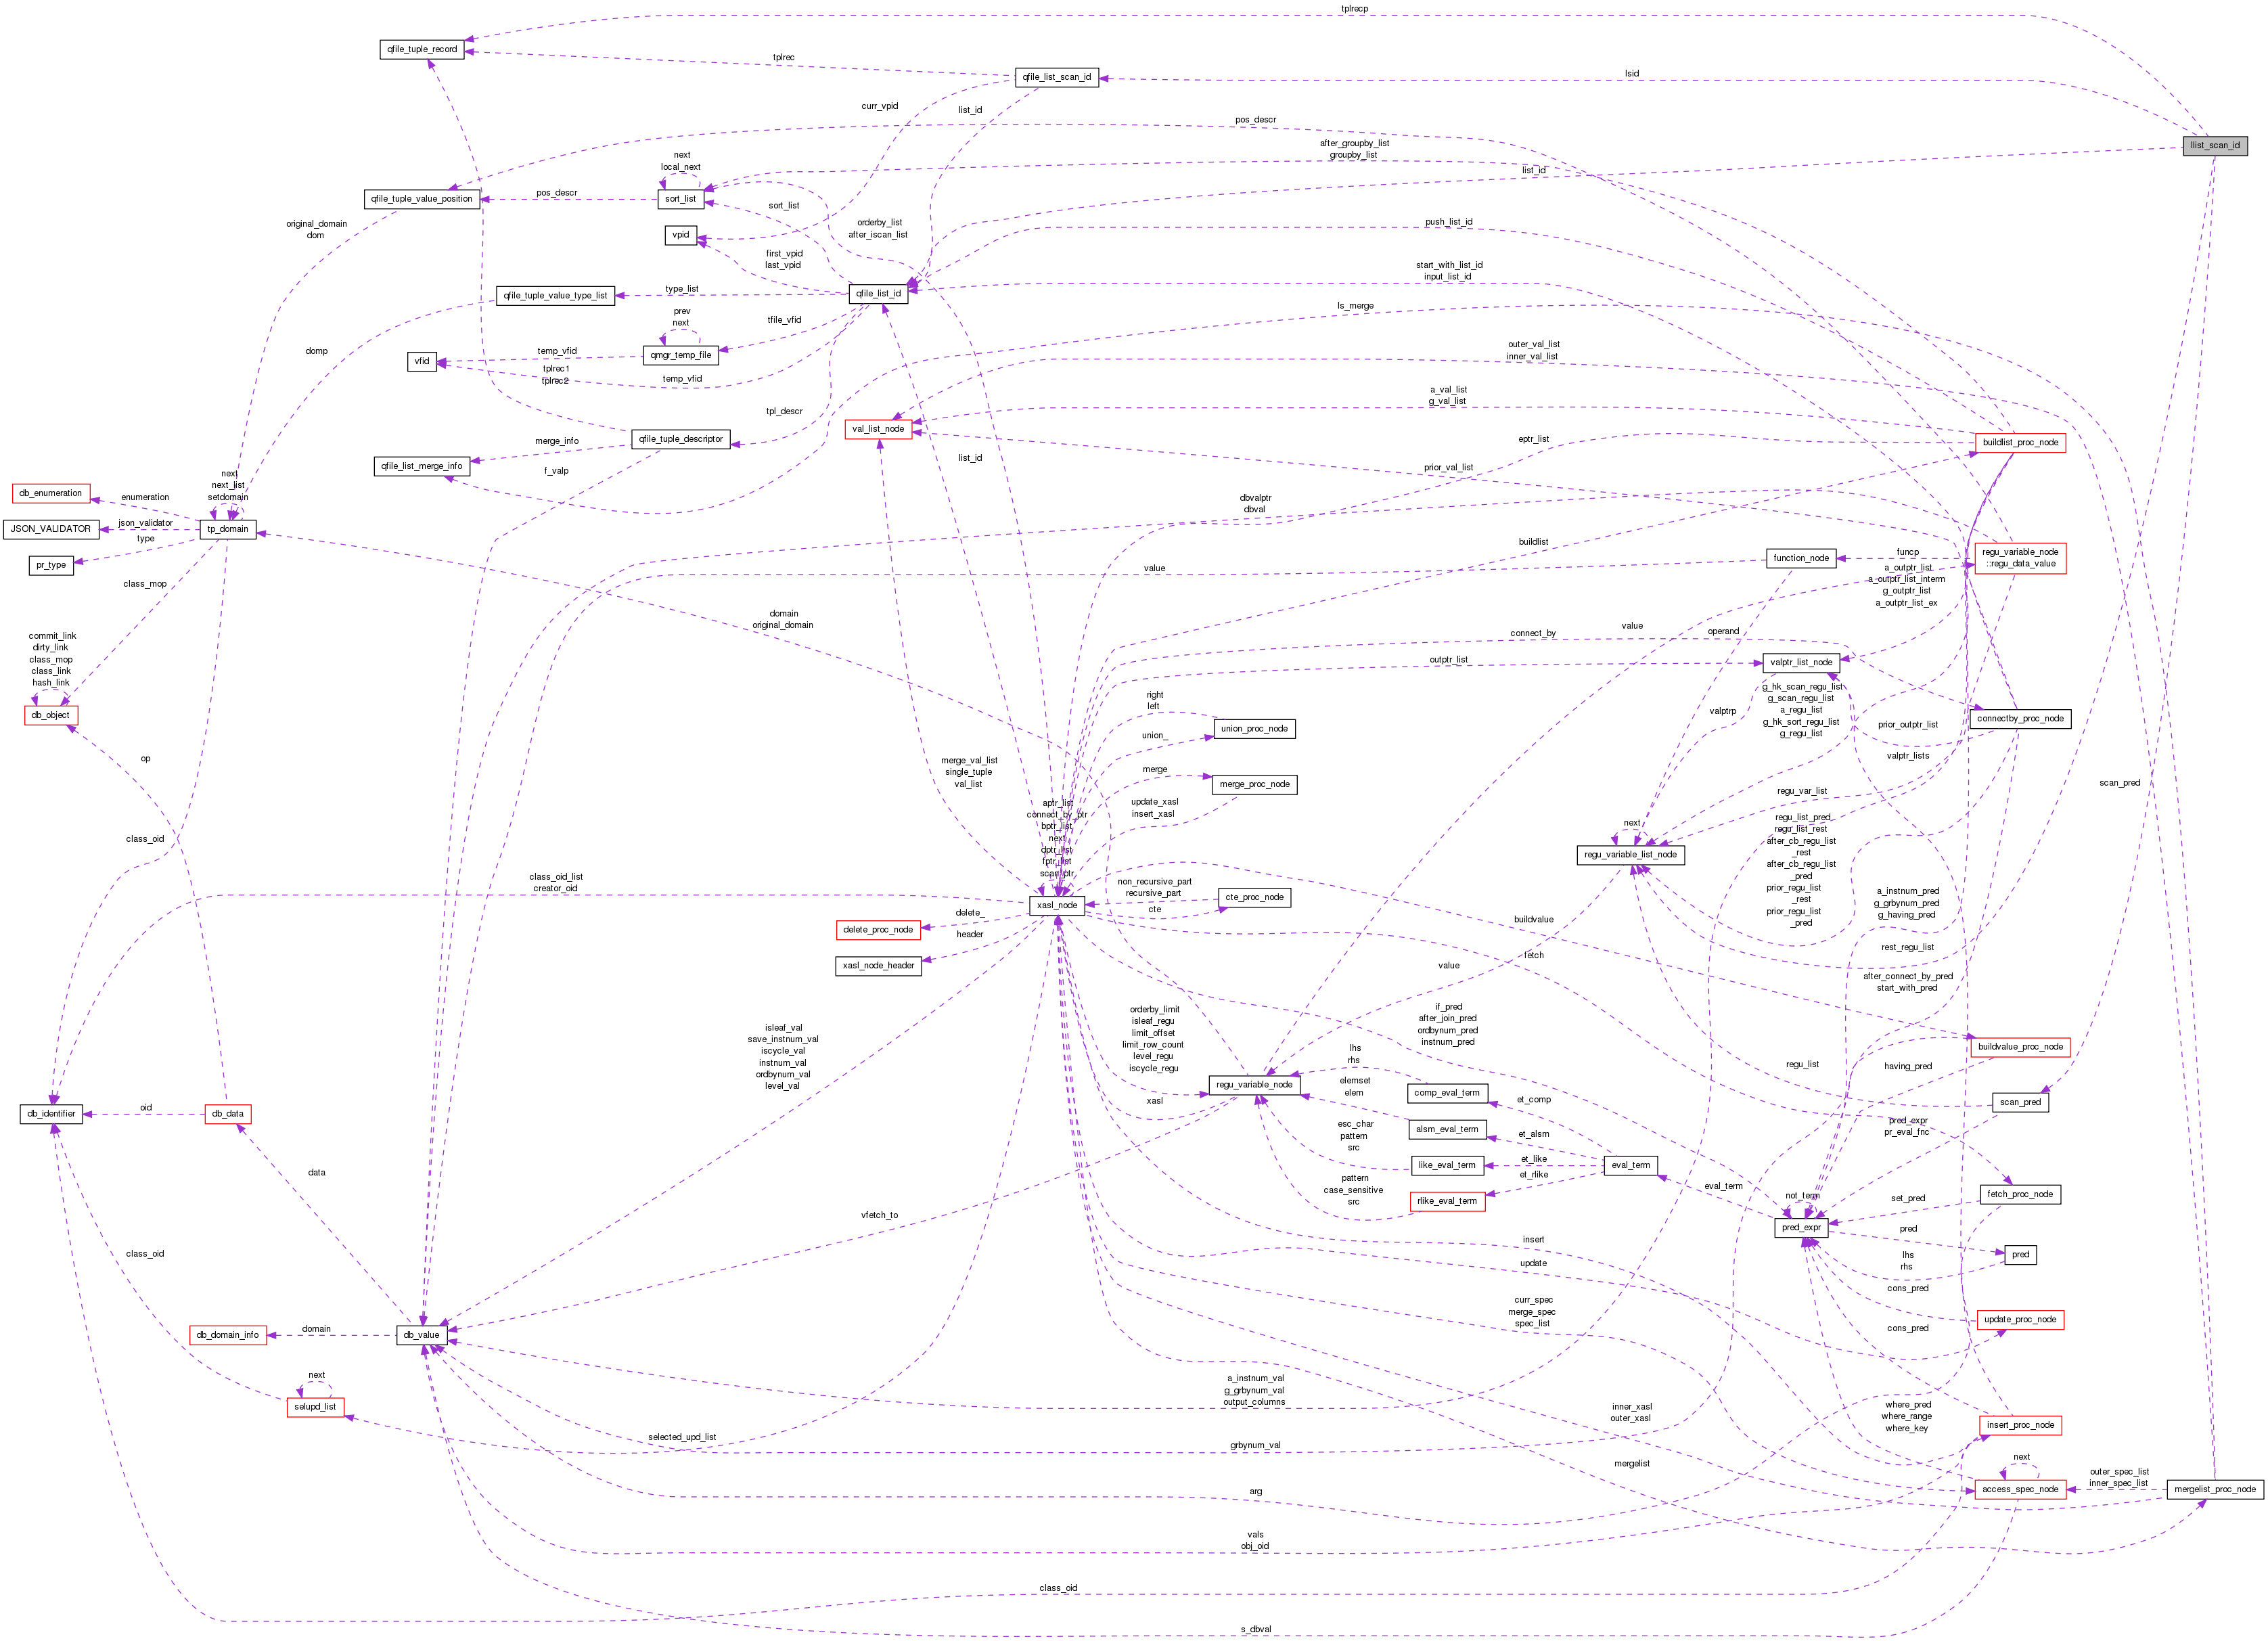 tplrecp
qfile_tuple_record
tplrec
qfile_list_scan_id
lsid
curr_vpid
list_id
pos_descr
llist_scan_id
after_groupby_list
groupby_list
next
local_next
list_id
qfile_tuple_value_position
pos_descr
sort_list
sort_list
original_domain
dom
orderby_list
after_iscan_list
push_list_id
vpid
first_vpid
last_vpid
start_with_list_id
input_list_id
qfile_tuple_value_type_list
type_list
qfile_list_id
ls_merge
prev
next
tfile_vfid
domp
vfid
temp_vfid
qmgr_temp_file
outer_val_list
inner_val_list
tplrec1
tplrec2
temp_vfid
a_val_list
g_val_list
tpl_descr
val_list_node
qfile_tuple_descriptor
eptr_list
buildlist_proc_node
merge_info
qfile_list_merge_info
f_valp
list_id
prior_val_list
db_enumeration
enumeration
next
next_list
setdomain
dbvalptr
dbval
JSON_VALIDATOR
json_validator
tp_domain
type
pr_type
buildlist
function_node
funcp
regu_variable_node
::regu_data_value
value
class_mop
a_outptr_list
a_outptr_list_interm
g_outptr_list
a_outptr_list_ex
domain
original_domain
commit_link
dirty_link
class_mop
class_link
hash_link
value
operand
connect_by
outptr_list
valptr_list_node
db_object
right
left
valptrp
g_hk_scan_regu_list
g_scan_regu_list
a_regu_list
g_hk_sort_regu_list
g_regu_list
connectby_proc_node
union_proc_node
union_
prior_outptr_list
op
merge_val_list
single_tuple
val_list
merge
merge_proc_node
valptr_lists
scan_pred
regu_var_list
update_xasl
insert_xasl
aptr_list
connect_by_ptr
bptr_list
next
dptr_list
fptr_list
scan_ptr
next
regu_variable_list_node
regu_list_pred
regu_list_rest
after_cb_regu_list
_rest
after_cb_regu_list
_pred
prior_regu_list
_rest
prior_regu_list
_pred
class_oid
class_oid_list
creator_oid
non_recursive_part
recursive_part
cte_proc_node
xasl_node
cte
a_instnum_pred
g_grbynum_pred
g_having_pred
delete_
delete_proc_node
header
buildvalue
xasl_node_header
fetch
value
rest_regu_list
after_connect_by_pred
start_with_pred
isleaf_val
save_instnum_val
iscycle_val
instnum_val
ordbynum_val
level_val
orderby_limit
isleaf_regu
limit_offset
limit_row_count
level_regu
iscycle_regu
if_pred
after_join_pred
ordbynum_pred
instnum_pred
buildvalue_proc_node
lhs
rhs
having_pred
regu_list
regu_variable_node
elemset
elem
comp_eval_term
et_comp
scan_pred
db_identifier
oid
db_data
xasl
esc_char
pattern
src
alsm_eval_term
et_alsm
pred_expr
pr_eval_fnc
like_eval_term
et_like
eval_term
data
pattern
case_sensitive
src
rlike_eval_term
et_rlike
eval_term
not_term
set_pred
fetch_proc_node
vfetch_to
pred_expr
pred
pred
class_oid
insert
lhs
rhs
update
cons_pred
curr_spec
merge_spec
spec_list
db_domain_info
domain
db_value
cons_pred
update_proc_node
next
selupd_list
a_instnum_val
g_grbynum_val
output_columns
inner_xasl
outer_xasl
where_pred
where_range
where_key
insert_proc_node
selected_upd_list
grbynum_val
mergelist
next
outer_spec_list
inner_spec_list
access_spec_node
mergelist_proc_node
arg
vals
obj_oid
class_oid
s_dbval